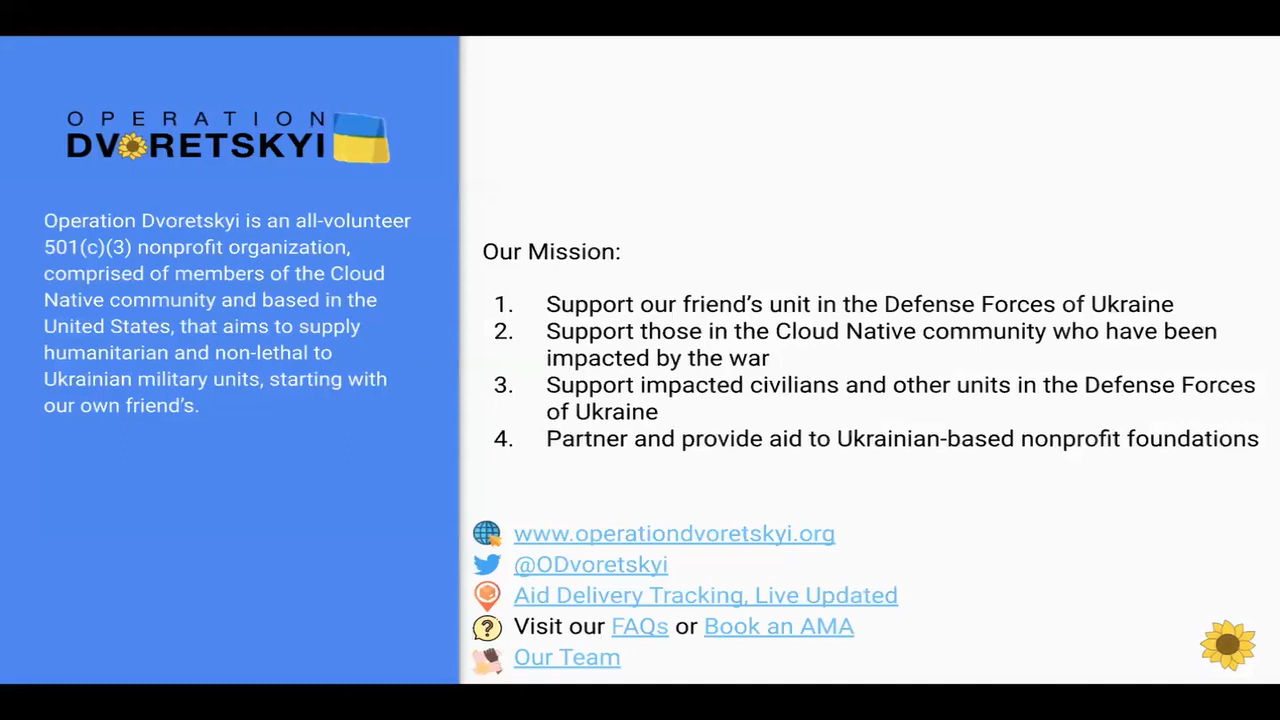 OPERATION
DVORETSKYI
Operation Dvoretskyi is an all-volunteer
501(c)(3) nonprofit organization,
comprised of members of the Cloud
Native community and based in the
United States, that aims to supply
humanitarian and non-lethal to
Ukrainian military units, starting with
our own friend's.
Our Mission:
1. Support our friend's unit in the Defense Forces of Ukraine
2. Support those in the Cloud Native community who have been
impacted by the war
3. Support impacted civilians and other units in the Defense Forces
of Ukraine
4. Partner and provide aid to Ukrainian-based nonprofit foundations
www.operationdvoretskyi.org
@ODvoretskyi
Aid Delivery Tracking, Live Updated
Visit our FAQs or Book an AMA
Our Team